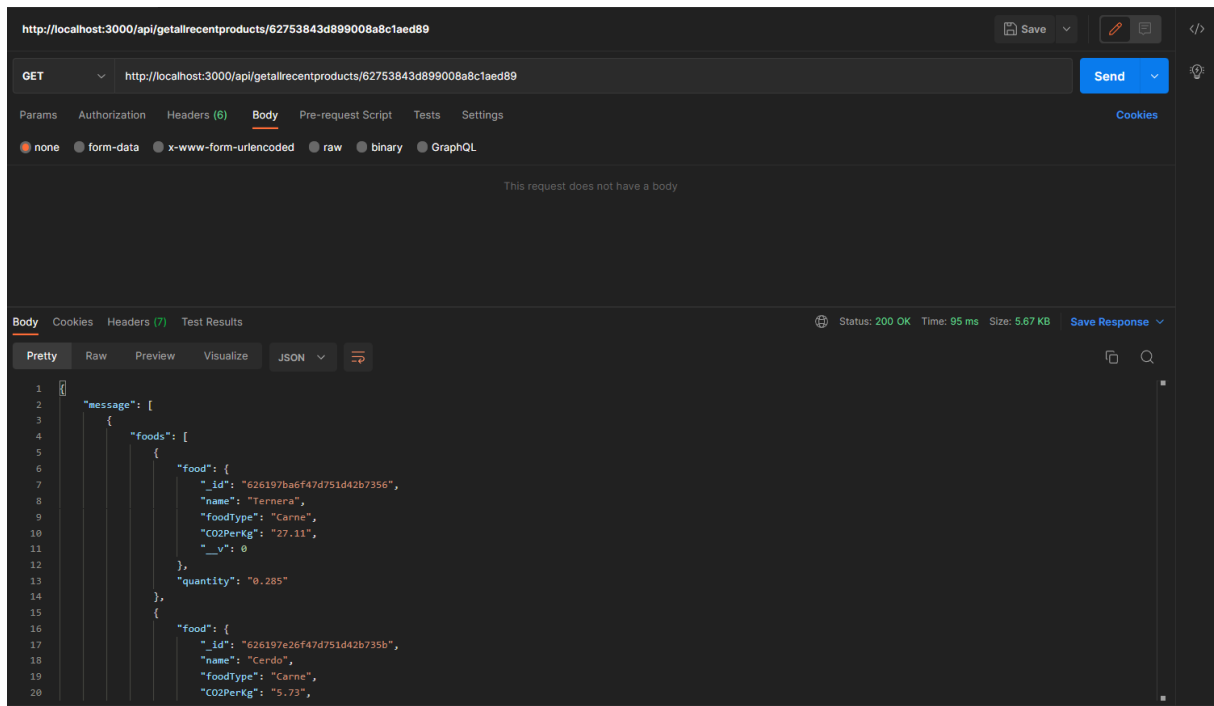 http://localhost:3000/api/getallrecentproducts/62753843d899008a8c1aed89 Save
GET http://localhost:3000/api/getallrecentproducts/62753843d899008a8c1aed89 Send
Params Authorization Headers (6) Body Pre-request Script Tests Settings Cookies
none form-data x-www-form-urlencoded raw binary GraphQL
This request does not have a body
Body Cookies Headers (7) Test Results Status: 200 OK Time: 95 ms Size: 5.67 KB Save Response
Pretty Raw Preview Visualize JSON
1 {
2 "message": [
3 {
4 "foods": [
5 {
6 "food": {
7 "_id": "626197ba6f47d751d42b7356",
8 "name": "Ternera",
9 "foodType": "Carne",
10 "CO2PerKg": "27.11",
11 "__v": 0
12 },
13 "quantity": "0.285"
14 },
15 {
16 "food": {
17 "_id": "626197e26f47d751d42b735b",
18 "name": "Cerdo",
19 "foodType": "Carne",
20 "CO2PerKg": "5.73",